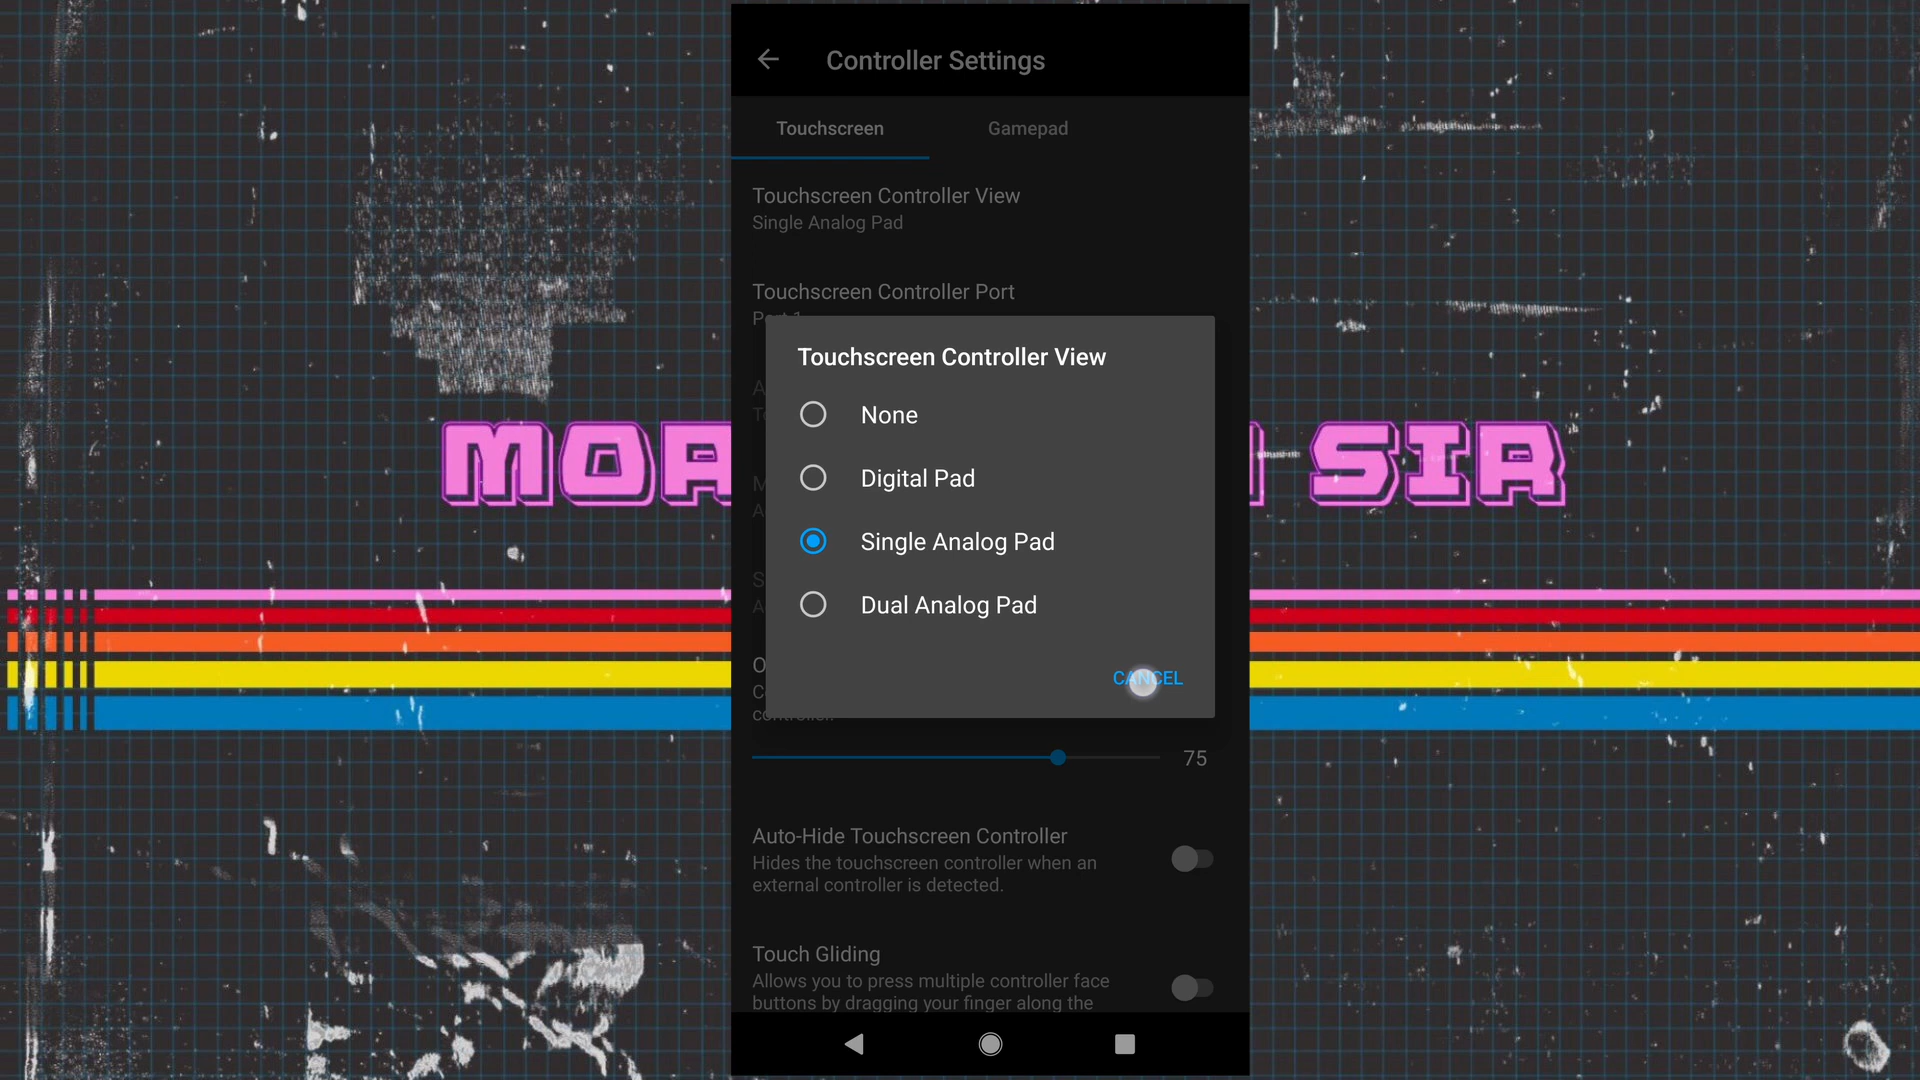 Controller Settings
Touchscreen
Gamepad
Touchscreen Controller View
Single Analog Pad
Touchscreen Controller Port
Touchscreen Controller View
None
Digital Pad
Single Analog Pad
Dual Analog Pad
CANCEL
75
Auto-Hide Touchscreen Controller
Hides the touchscreen controller when an
external controller is detected.
Touch Gliding
Allows you to press multiple controller face
buttons by dragging your finger along the
SIR